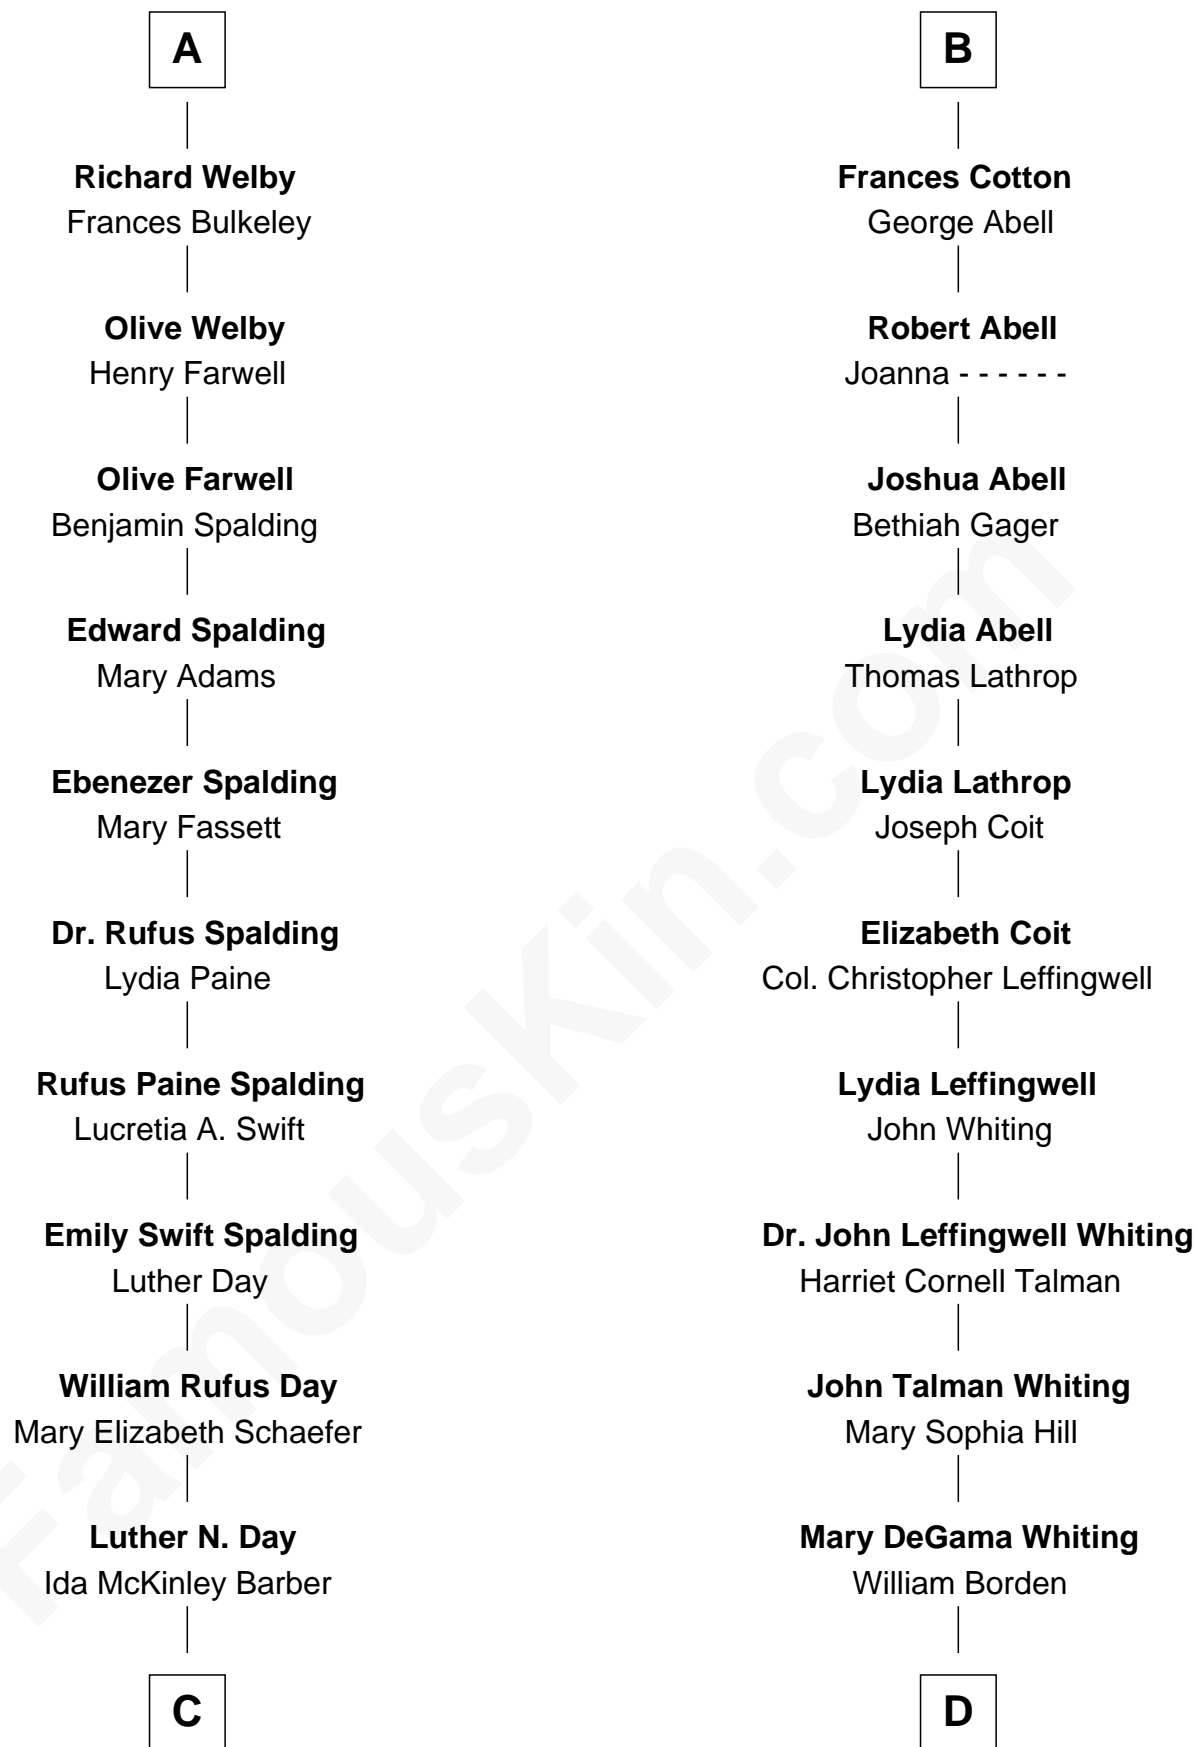 A
Richard Welby
Frances Bulkeley
Olive Welby
Henry Farwell
Olive Farwell
Benjamin Spalding
Edward Spalding
Mary Adams
Ebenezer Spalding
Mary Fassett
Dr. Rufus Spalding
Lydia Paine
Rufus Paine Spalding
Lucretia A. Swift
Emily Swift Spalding
Luther Day
William Rufus Day
Mary Elizabeth Schaefer
Luther N. Day
Ida McKinley Barber
C
B
Frances Cotton
George Abell
Robert Abell
Joanna - - - - - -
Joshua Abell
Bethiah Gager
Lydia Abell
Thomas Lathrop
Lydia Lathrop
Joseph Coit
Elizabeth Coit
Col. Christopher Leffingwell
Lydia Leffingwell
John Whiting
Dr. John Leffingwell Whiting
Harriet Cornell Talman
John Talman Whiting
Mary Sophia Hill
Mary DeGama Whiting
William Borden
D
FamousKin.com